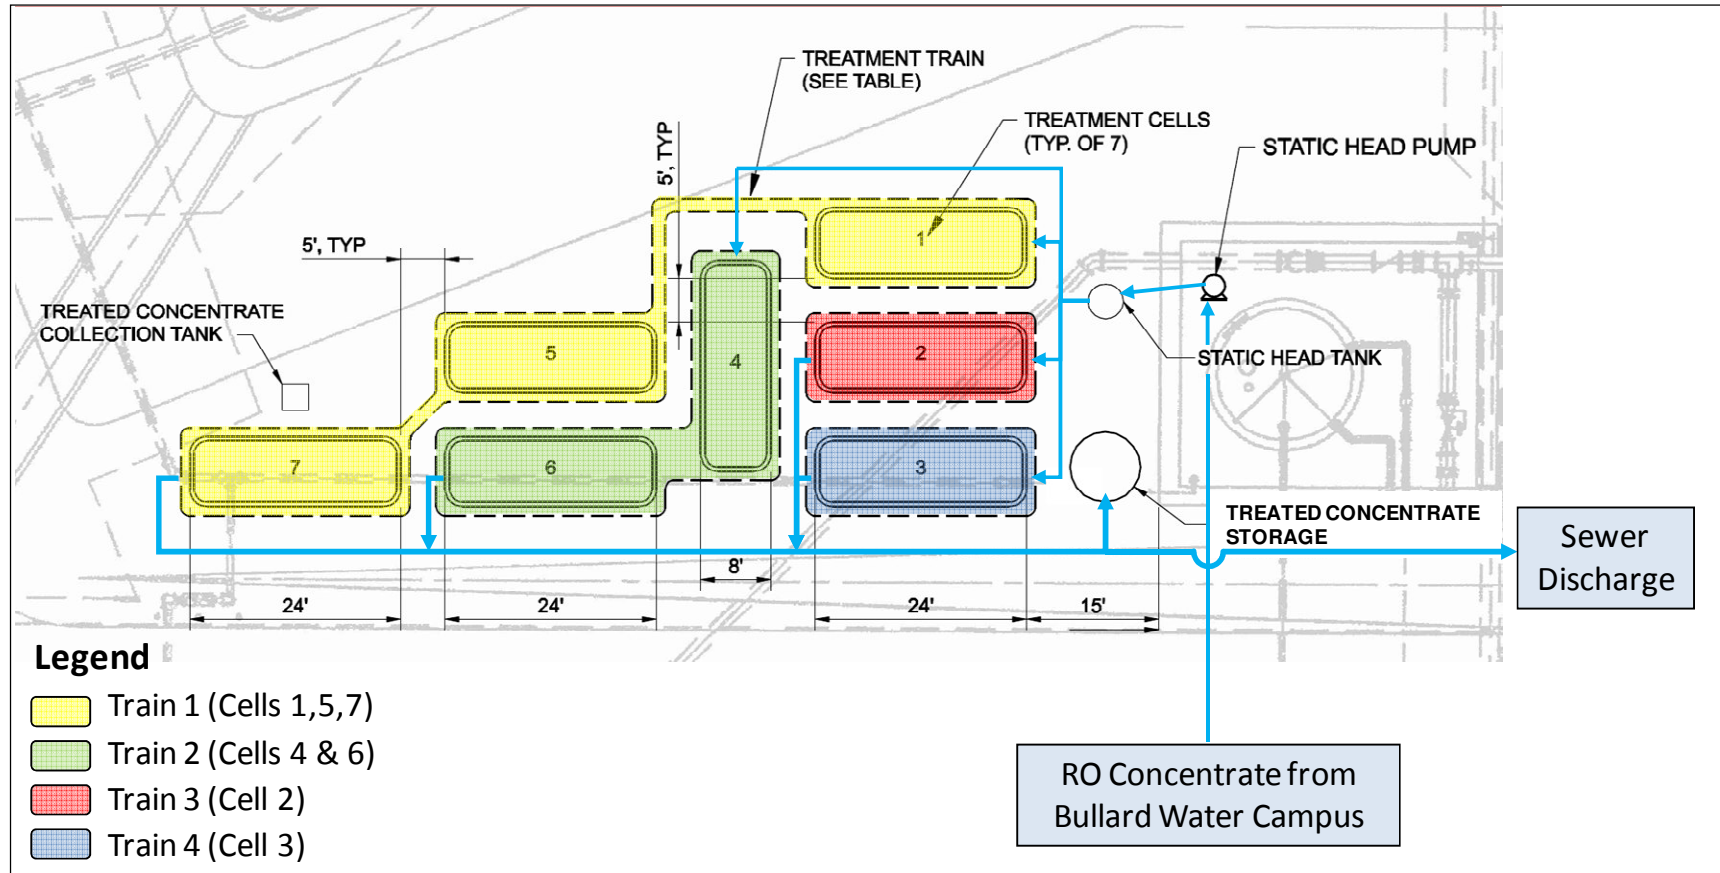 TREATMENT TRAIN
(SEE TABLE)
TREATMENT CELLS
(TYP. OF 7)
STATIC HEAD PUMP
5', TYP
5', TYP
1
TREATED CONCENTRATE
COLLECTION TANK
STATIC HEAD TANK
5
4
2
7
6
3
TREATED CONCENTRATE
STORAGE
Sewer
Discharge
8'
24'
24'
24'
15'
Legend
Train 1 (Cells 1,5,7)
Train 2 (Cells 4 & 6)
Train 3 (Cell 2)
Train 4 (Cell 3)
RO Concentrate from
Bullard Water Campus